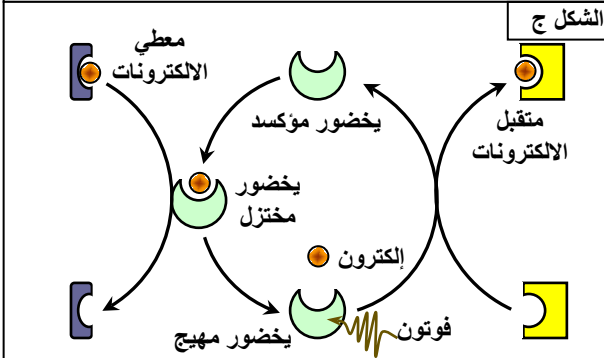 الشكل ج
معطي
الالكترونات
يخضور مؤكسد
متقبل
الالكترونات
يخضور
مختزل
إلكترون
فوتون
يخضور مهيج